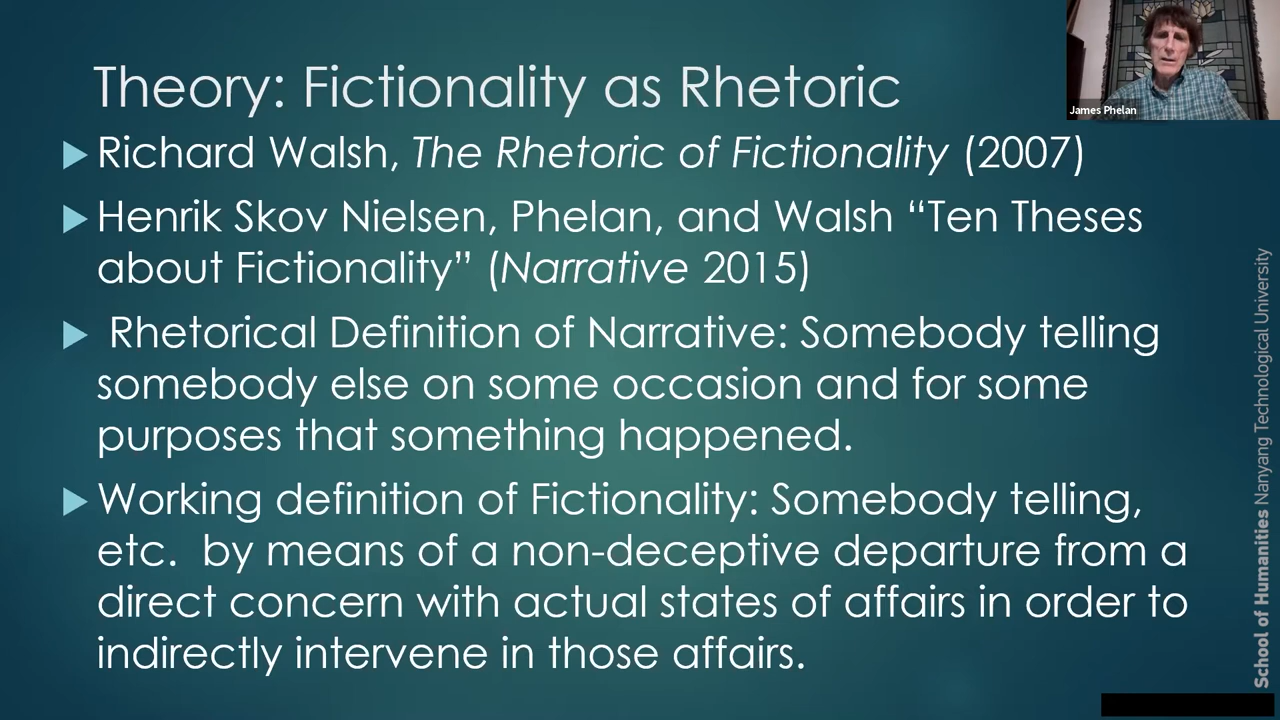 Theory: Fictionality as Rhetoric
James Phelan
Richard Walsh, The Rhetoric of Fictionality (2007)
Henrik Skov Nielsen, Phelan, and Walsh “Ten Theses
about Fictionality” (Narrative 2015)
Rhetorical Definition of Narrative: Somebody telling
somebody else on some occasion and for some
purposes that something happened.
Working definition of Fictionality: Somebody telling,
etc.  by means of a non-deceptive departure from a
direct concern with actual states of affairs in order to
indirectly intervene in those affairs.
School of Humanities Nanyang Technological University